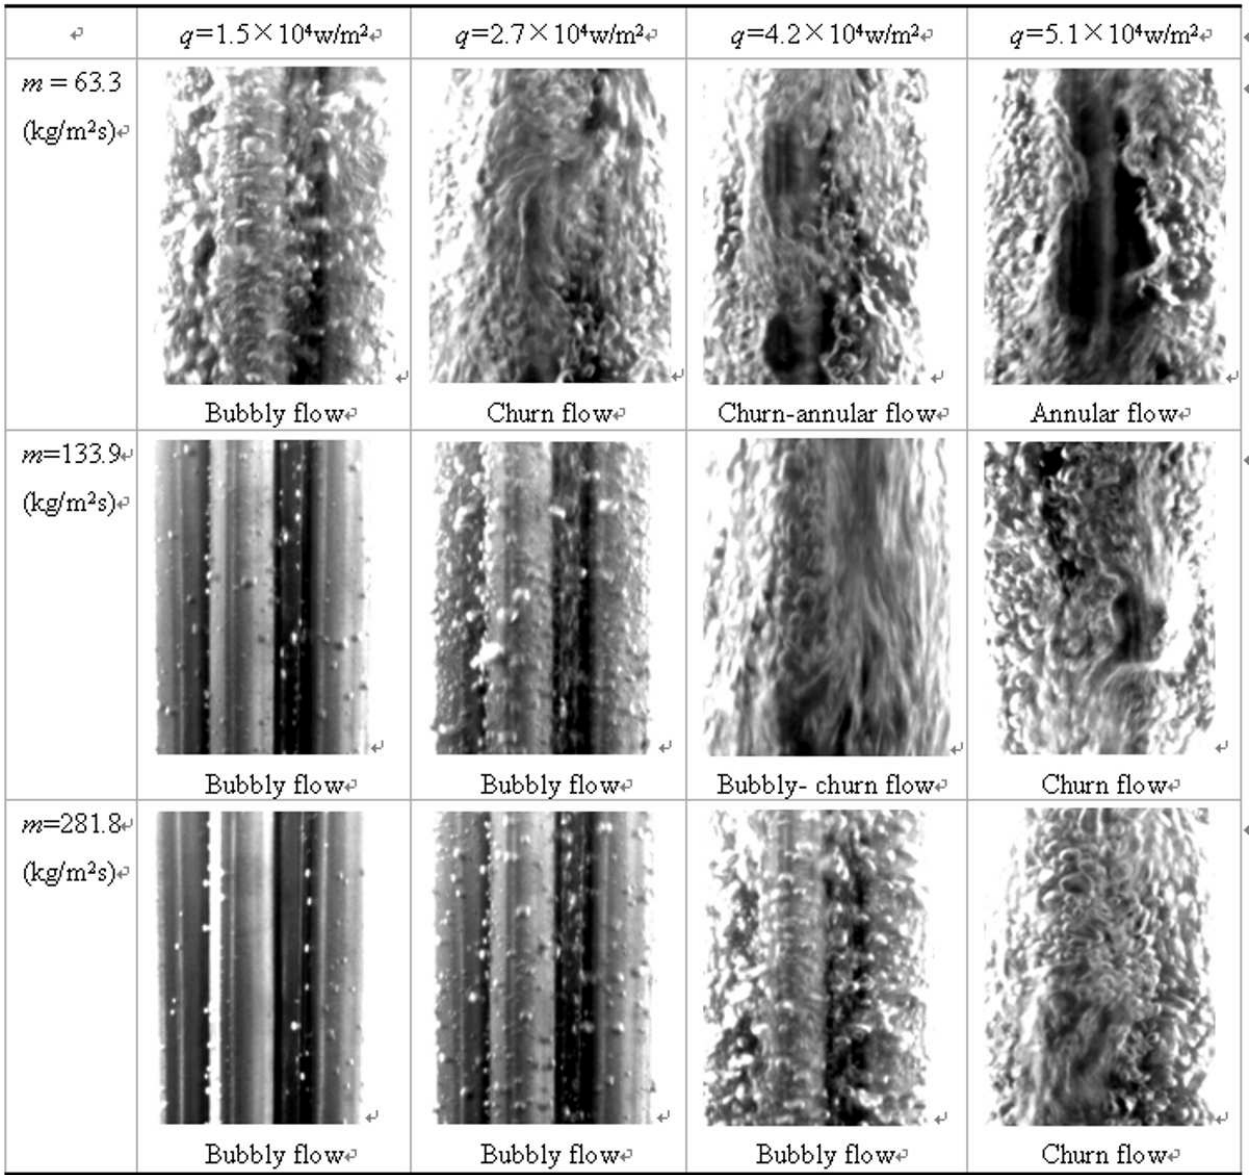 q=1.5×10⁴w/m² q=2.7×10⁴w/m² q=4.2×10⁴w/m² q=5.1×10⁴w/m²
m = 63.3
(kg/m²s)
Bubbly flow Churn flow Churn-annular flow Annular flow
m=133.9
(kg/m²s)
Bubbly flow Bubbly flow Bubbly- churn flow Churn flow
m=281.8
(kg/m²s)
Bubbly flow Bubbly flow Bubbly flow Churn flow